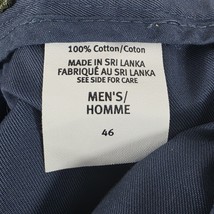 100% Cotton/Coton
MADE IN SRI LANKA
FABRIQUÉ AU SRI LANKA
SEE SIDE FOR CARE
MEN'S/
HOMME
46